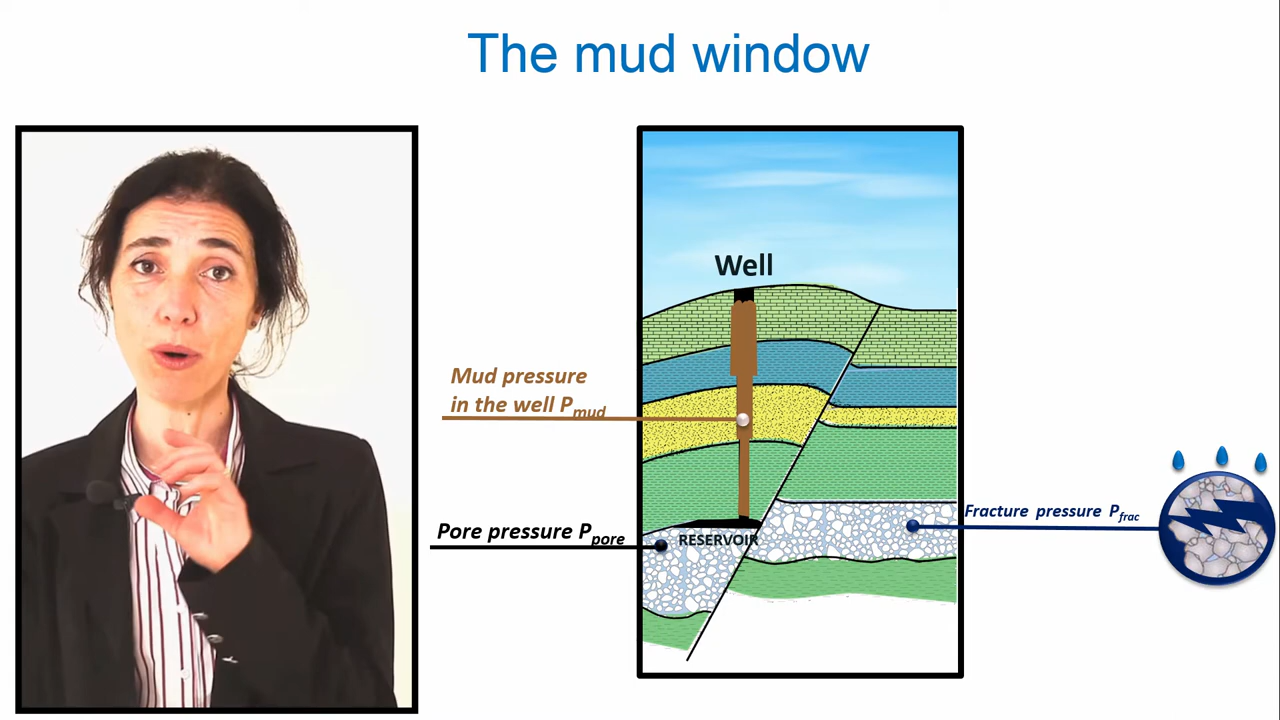 The mud window
Well
Mud pressure
in the well Pmud
Pore pressure Ppore
RESERVOIR
Fracture pressure Pfrac